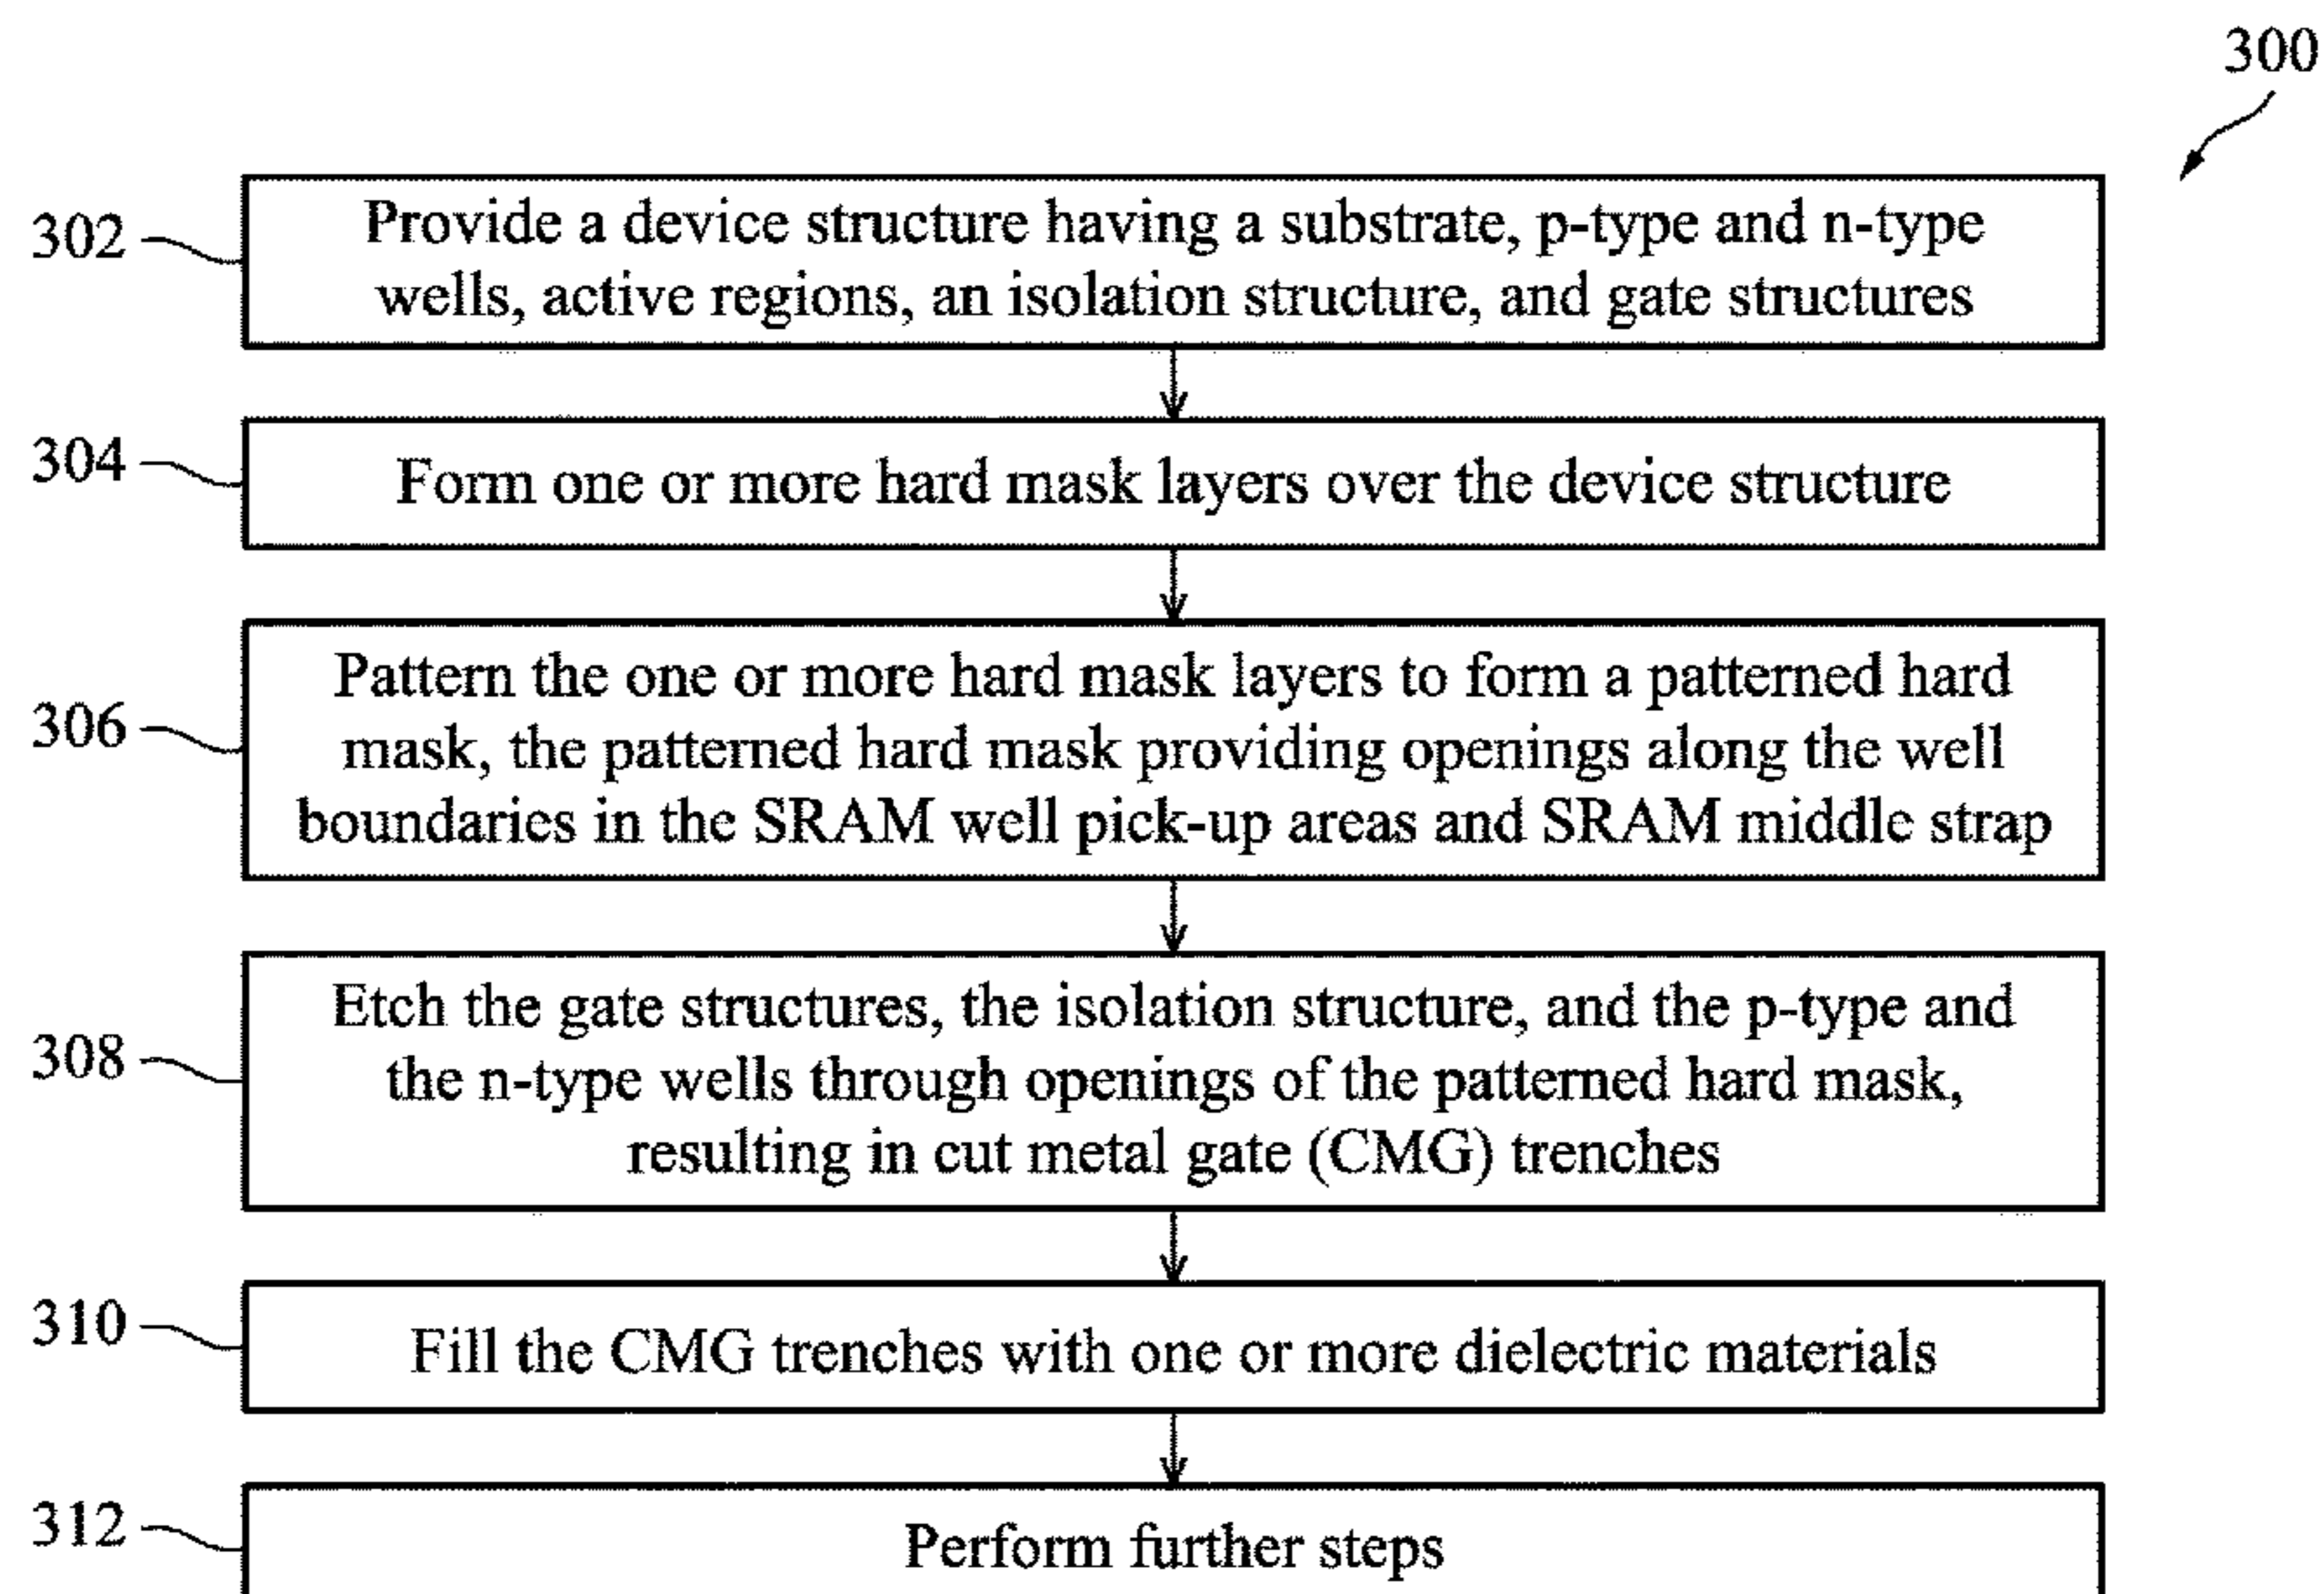 300
302
Provide a device structure having a substrate, p-type and n-type
wells, active regions, an isolation structure, and gate structures
304
Form one or more hard mask layers over the device structure
306
Pattern the one or more hard mask layers to form a patterned hard
mask, the patterned hard mask providing openings along the well
boundaries in the SRAM well pick-up areas and SRAM middle strap
308
Etch the gate structures, the isolation structure, and the p-type and
the n-type wells through openings of the patterned hard mask,
resulting in cut metal gate (CMG) trenches
310
Fill the CMG trenches with one or more dielectric materials
312
Perform further steps